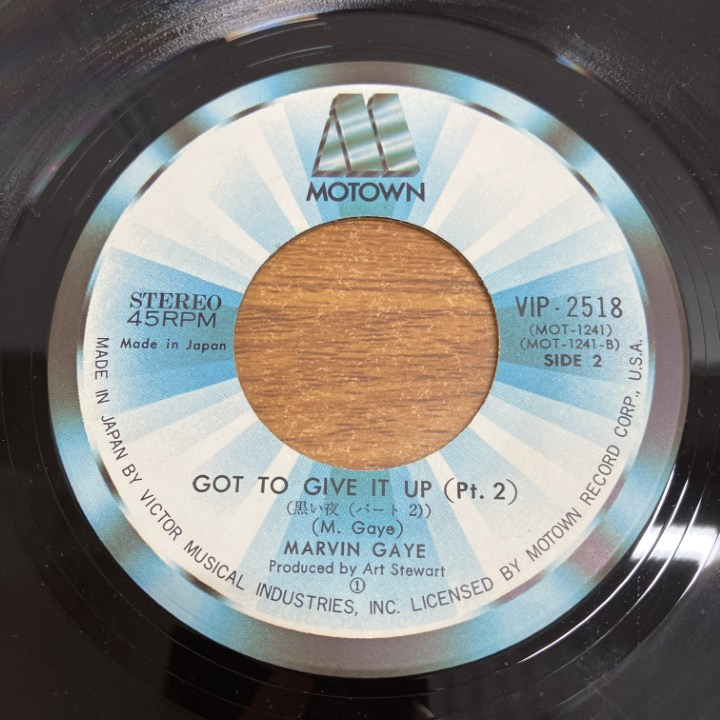 MOTOWN
STEREO
45RPM
Made in Japan
VIP-2518
(MOT-1241)
(MOT-1241-B)
SIDE 2
GOT TO GIVE IT UP (Pt. 2)
(黒い夜 (パート 2))
(M. Gaye)
MARVIN GAYE
Produced by Art Stewart
①
MADE IN JAPAN BY VICTOR MUSICAL INDUSTRIES, INC. LICENSED BY MOTOWN RECORD CORP., U.S.A.